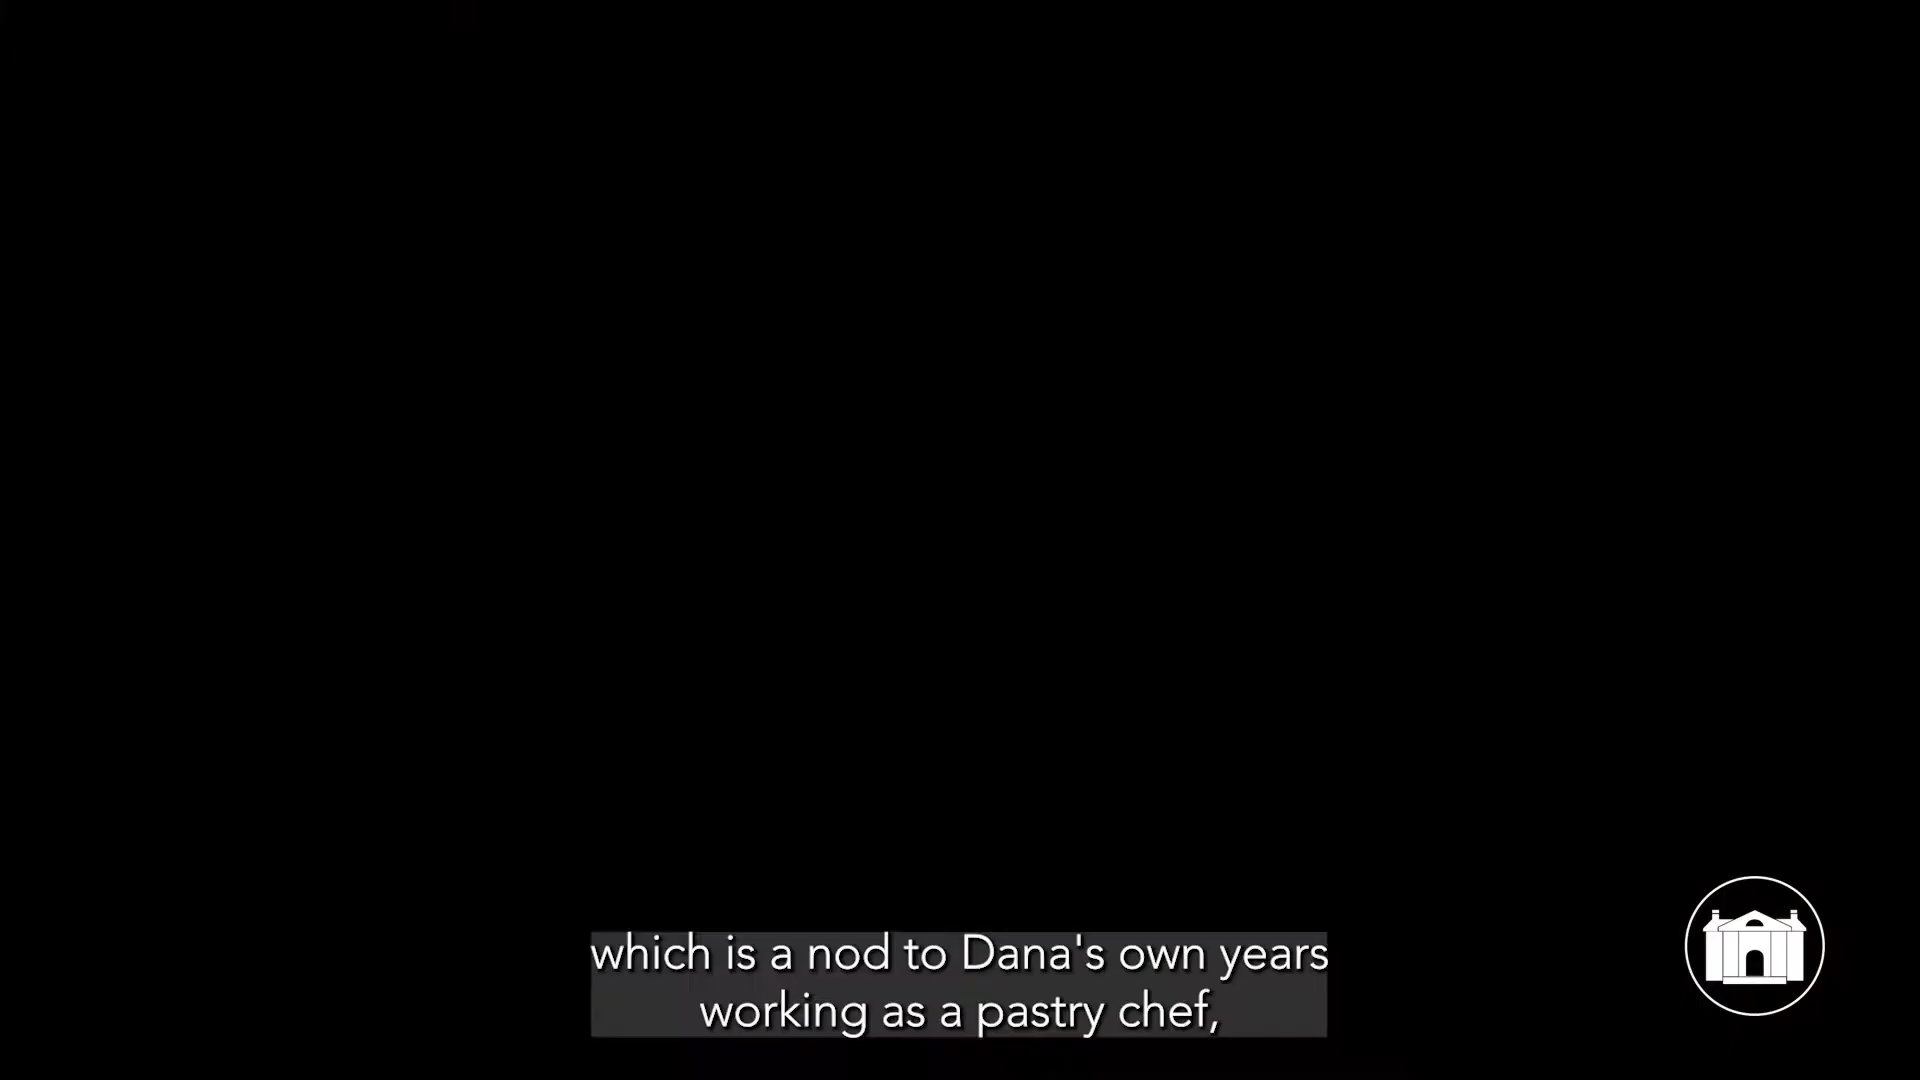 which is a nod to Dana's own years
working as a pastry chef,